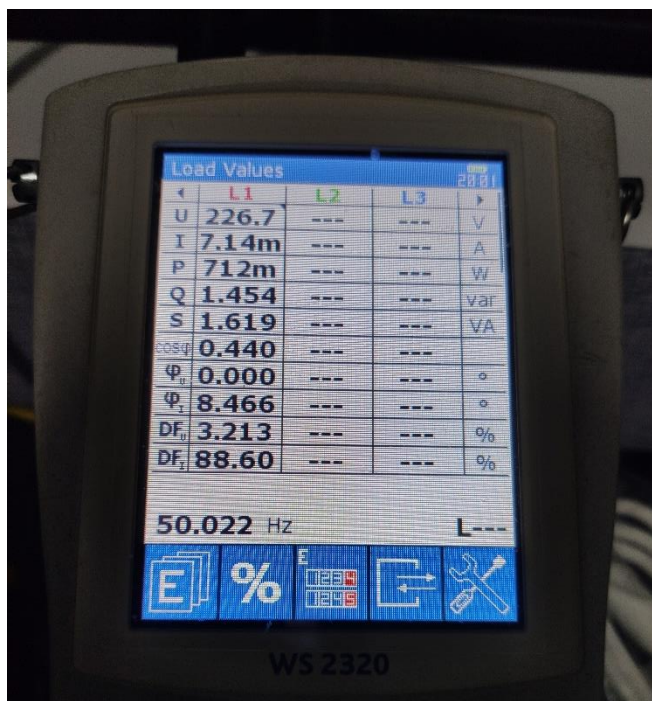 Load Values 20:01
L1 L2 L3
U 226.7 --- --- V
I 7.14m --- --- A
P 712m --- --- W
Q 1.454 --- --- var
S 1.619 --- --- VA
cosφ 0.440 --- ---
φU 0.000 --- --- °
φI 8.466 --- --- °
DFU 3.213 --- --- %
DFI 88.60 --- --- %
50.022 Hz L---
E % E 1234 1245
WS 2320